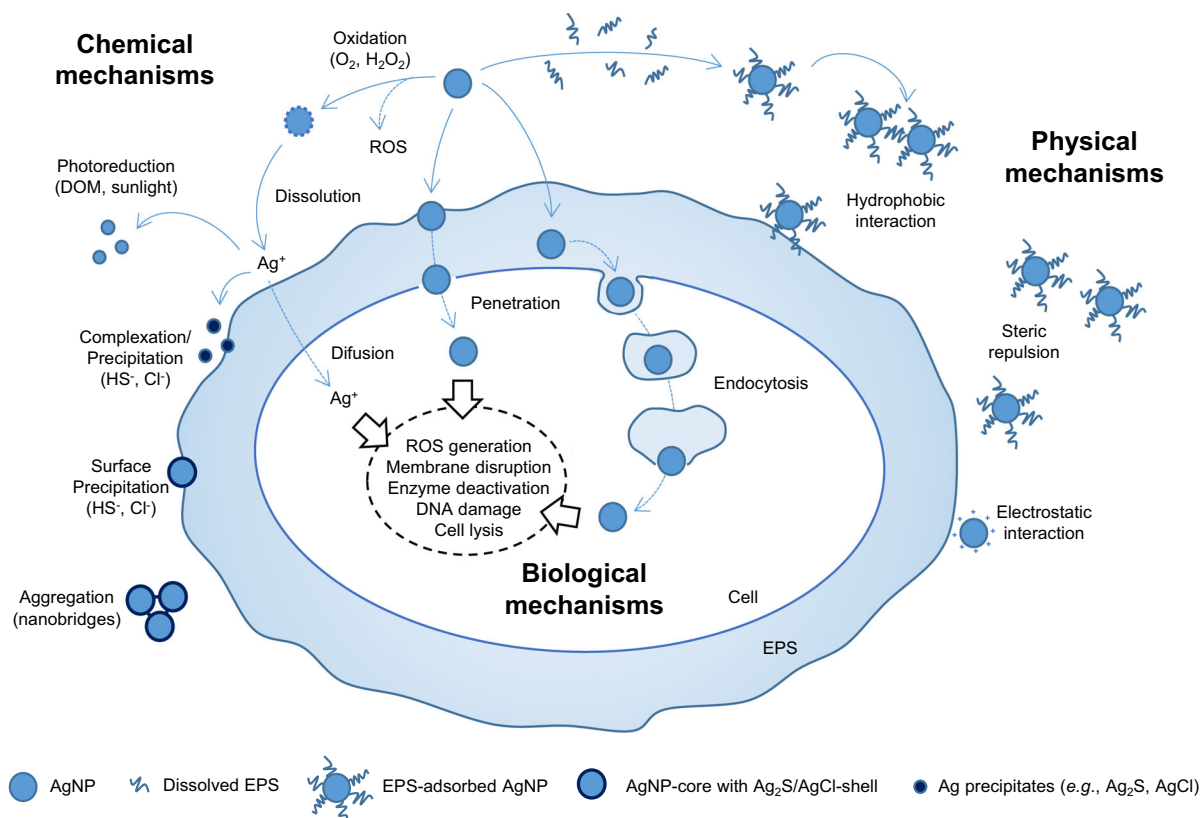 Chemical
mechanisms
Oxidation
(O₂, H₂O₂)
ROS
Photoreduction
(DOM, sunlight)
Dissolution
Ag⁺
Complexation/
Precipitation
(HS⁻, Cl⁻)
Difusion
Ag⁺
Surface
Precipitation
(HS⁻, Cl⁻)
Aggregation
(nanobridges)
Penetration
Endocytosis
ROS generation
Membrane disruption
Enzyme deactivation
DNA damage
Cell lysis
Biological
mechanisms
Cell
EPS
Physical
mechanisms
Hydrophobic
interaction
Steric
repulsion
Electrostatic
interaction
AgNP
Dissolved EPS
EPS-adsorbed AgNP
AgNP-core with Ag₂S/AgCl-shell
Ag precipitates (e.g., Ag₂S, AgCl)